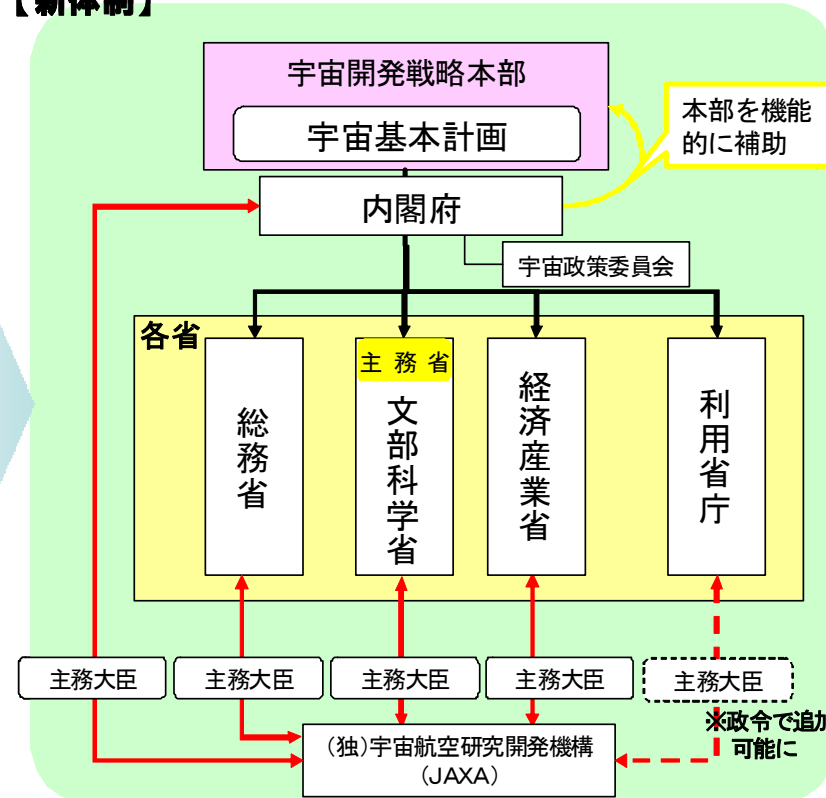 【新体制】
宇宙開発戦略本部
宇宙基本計画
本部を機能
的に補助
内閣府
宇宙政策委員会
各省
総務省
主務省
文部科学省
経済産業省
利用省庁
主務大臣
主務大臣
主務大臣
主務大臣
主務大臣
※政令で追加
可能に
(独)宇宙航空研究開発機構
(JAXA)